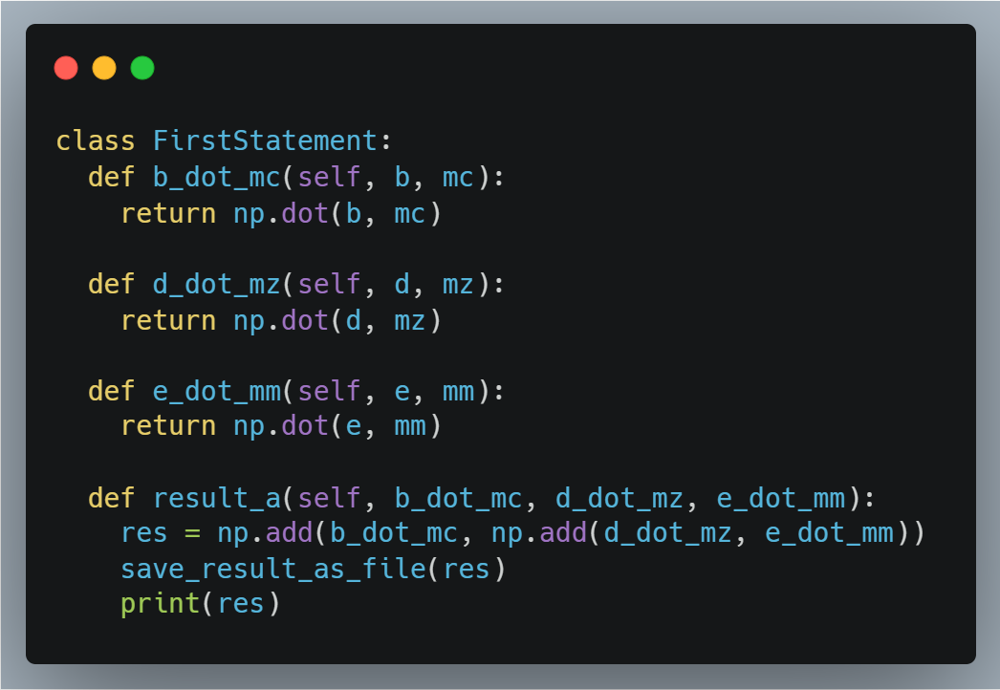 class FirstStatement:
  def b_dot_mc(self, b, mc):
    return np.dot(b, mc)

  def d_dot_mz(self, d, mz):
    return np.dot(d, mz)

  def e_dot_mm(self, e, mm):
    return np.dot(e, mm)

  def result_a(self, b_dot_mc, d_dot_mz, e_dot_mm):
    res = np.add(b_dot_mc, np.add(d_dot_mz, e_dot_mm))
    save_result_as_file(res)
    print(res)